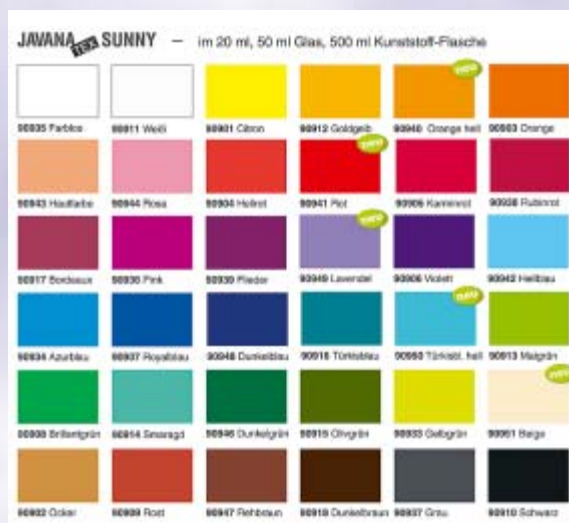 JAVANA TEX SUNNY – im 20 ml, 50 ml Glas, 500 ml Kunststoff-Flasche
neu
90935 Farblos 90911 Weiß 90901 Citron 90912 Goldgelb 90940 Orange hell 90903 Orange
neu
90943 Hautfarbe 90944 Rosa 90904 Hellrot 90941 Rot 90905 Karminrot 90938 Rubinrot
neu
90917 Bordeaux 90936 Pink 90939 Flieder 90949 Lavendel 90906 Violett 90942 Hellblau
neu
90934 Azurblau 90907 Royalblau 90948 Dunkelblau 90916 Türkisblau 90950 Türkisbl. hell 90913 Maigrün
neu
90908 Brillantgrün 90914 Smaragd 90946 Dunkelgrün 90915 Olivgrün 90933 Gelbgrün 90951 Beige
90902 Ocker 90909 Rost 90947 Rehbraun 90918 Dunkelbraun 90937 Grau 90910 Schwarz